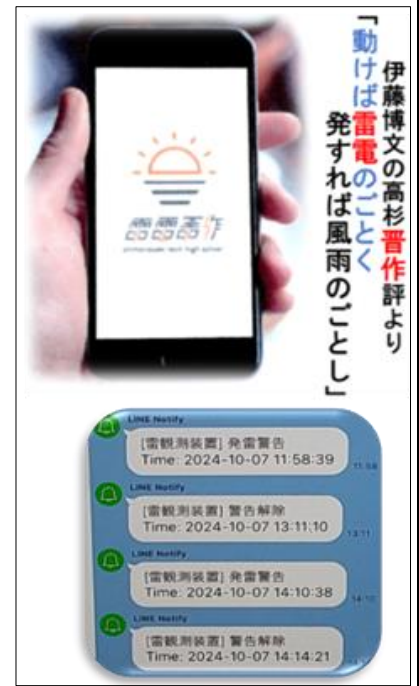 伊藤博文の高杉晋作評より
「動けば雷電のごとく
発すれば風雨のごとし」
LINE Notify
[雷観測装置] 発雷警告
Time: 2024-10-07 11:58:39
11:58
LINE Notify
[雷観測装置] 警告解除
Time: 2024-10-07 13:11:10
13:11
LINE Notify
[雷観測装置] 発雷警告
Time: 2024-10-07 14:10:38
14:10
LINE Notify
[雷観測装置] 警告解除
Time: 2024-10-07 14:14:21